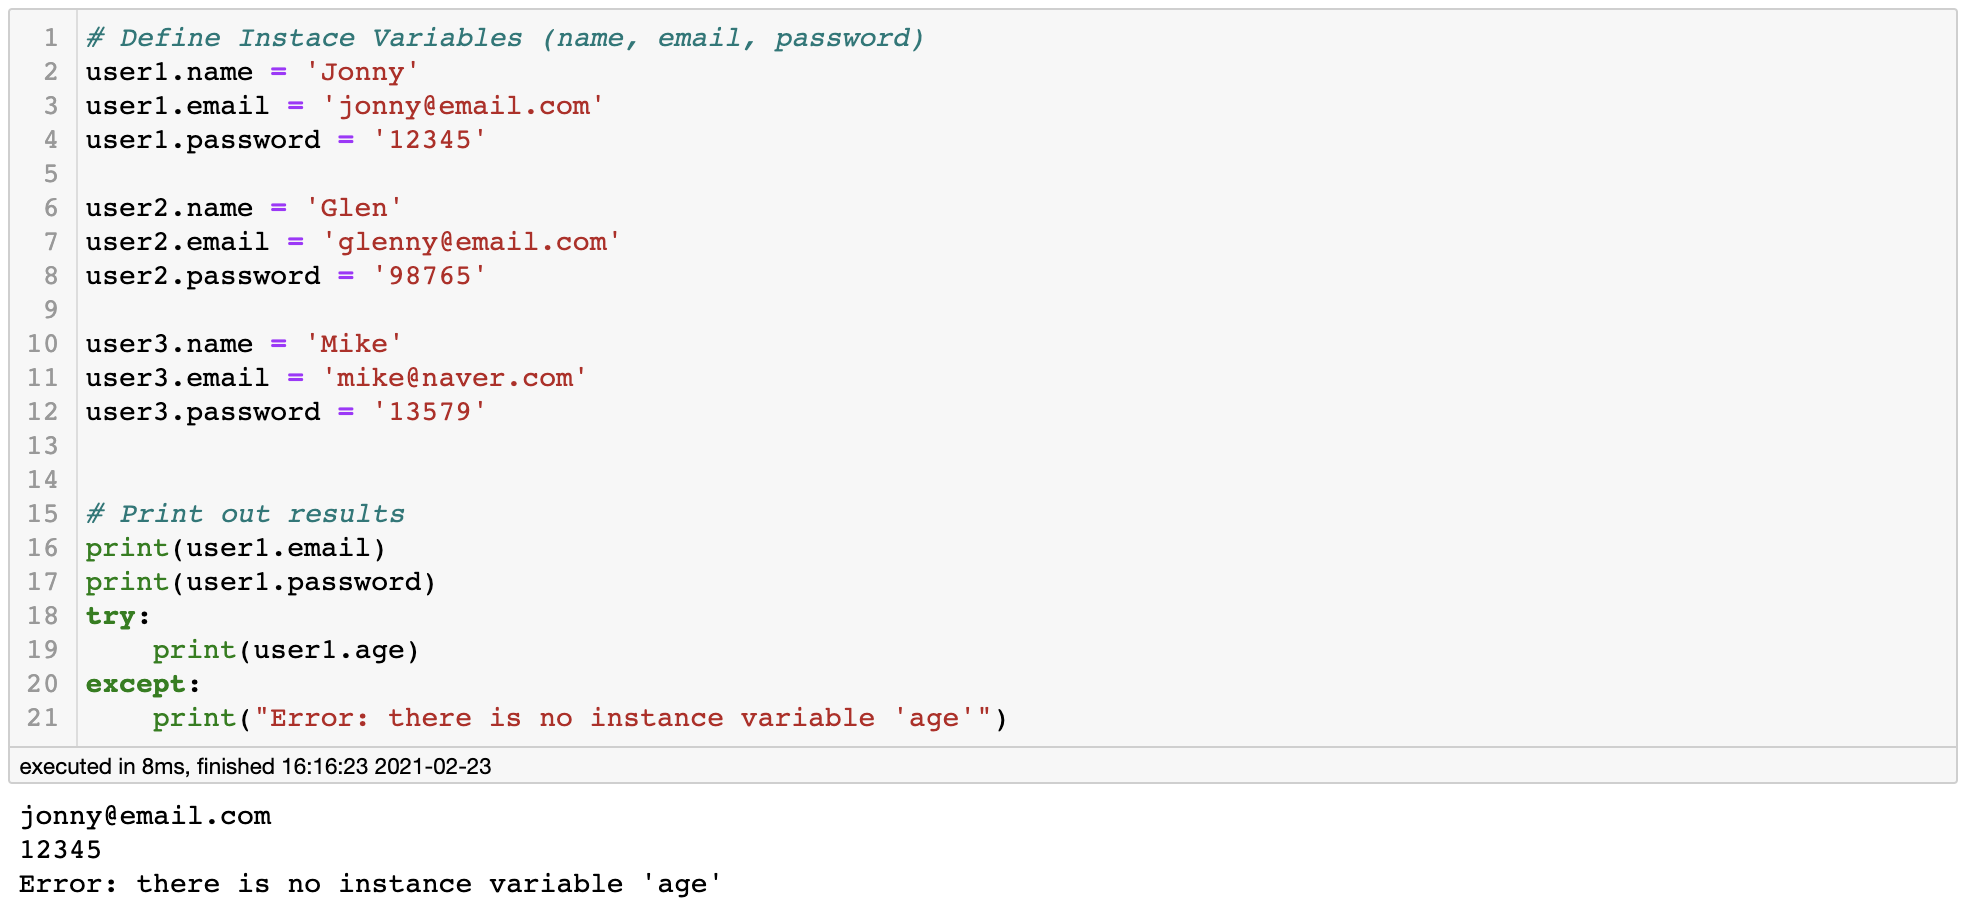 1 # Define Instace Variables (name, email, password)
2 user1.name = 'Jonny'
3 user1.email = 'jonny@email.com'
4 user1.password = '12345'
5
6 user2.name = 'Glen'
7 user2.email = 'glenny@email.com'
8 user2.password = '98765'
9
10 user3.name = 'Mike'
11 user3.email = 'mike@naver.com'
12 user3.password = '13579'
13
14
15 # Print out results
16 print(user1.email)
17 print(user1.password)
18 try:
19     print(user1.age)
20 except:
21     print("Error: there is no instance variable 'age'")
executed in 8ms, finished 16:16:23 2021-02-23
jonny@email.com
12345
Error: there is no instance variable 'age'